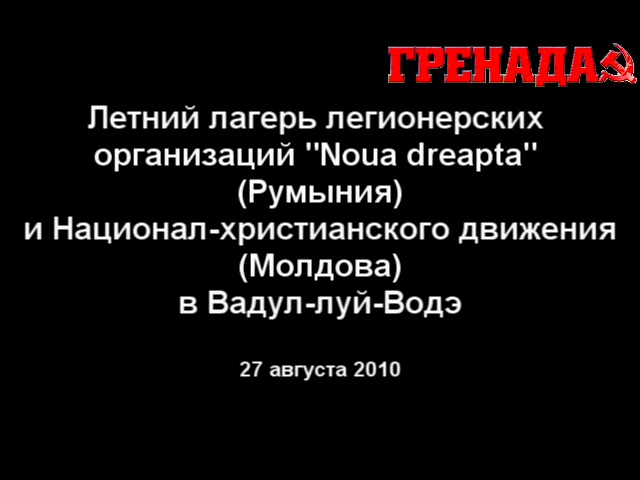 ГРЕНАДА
Летний лагерь легионерских
организаций "Noua dreapta"
(Румыния)
и Национал-христианского движения
(Молдова)
в Вадул-луй-Водэ
27 августа 2010